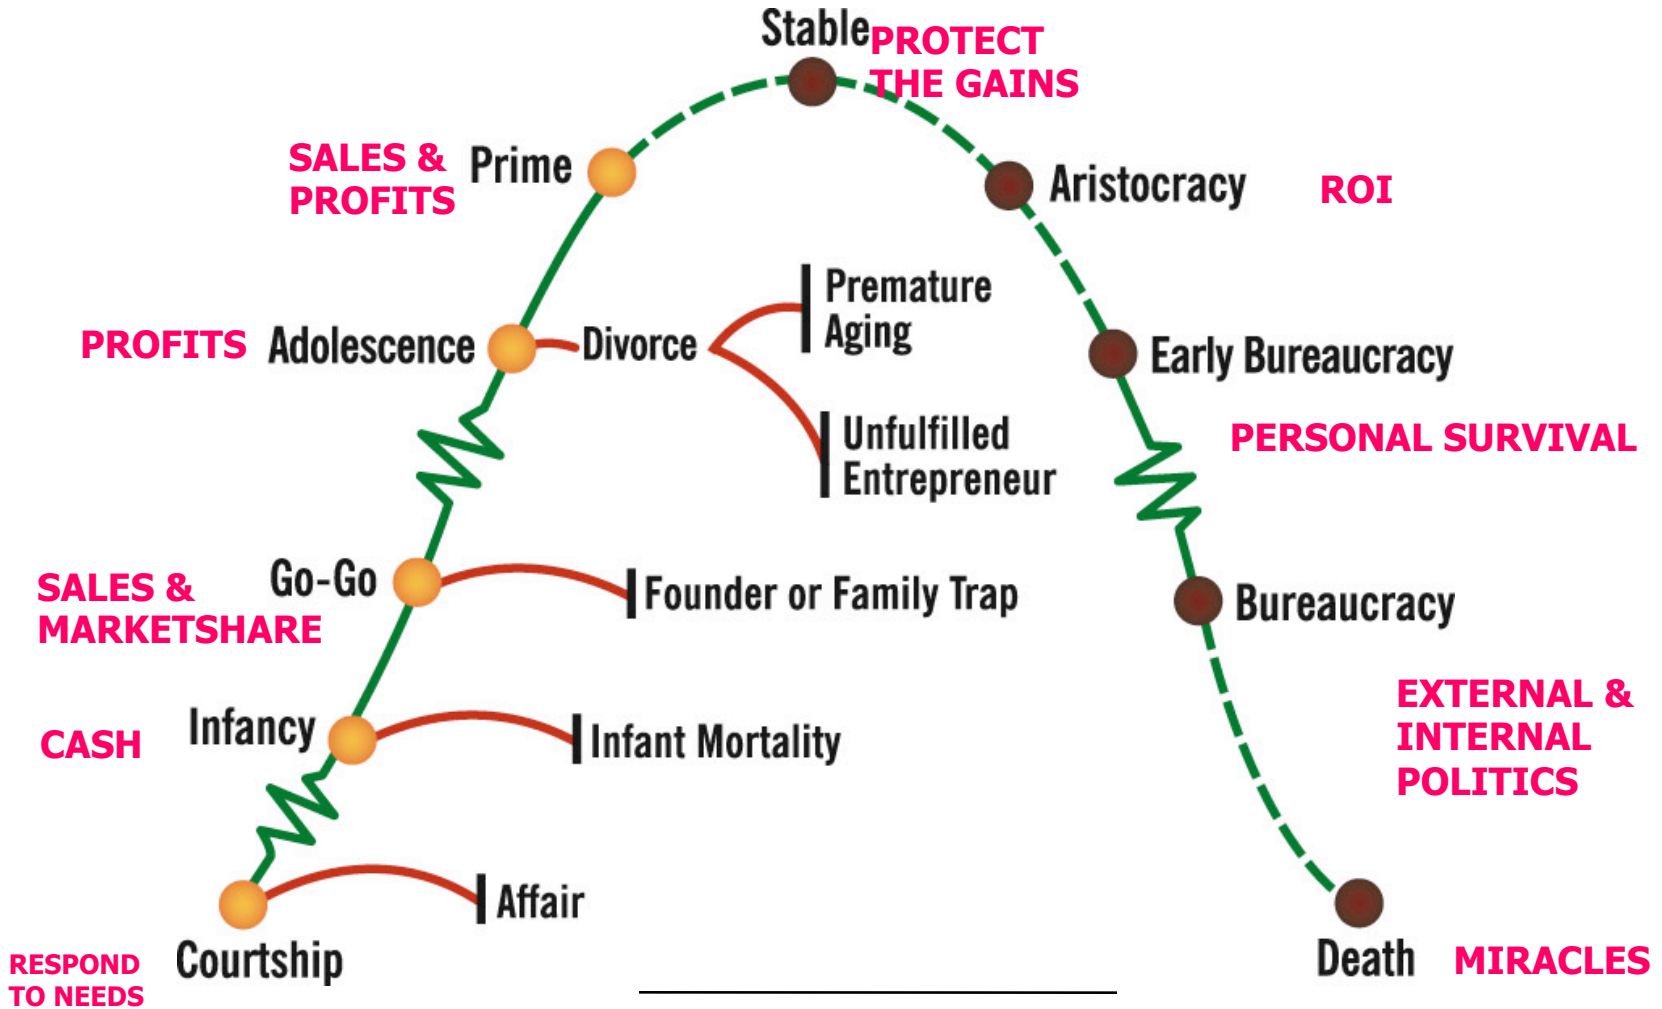 Stable
PROTECT
THE GAINS
SALES &
PROFITS
Prime
Aristocracy
ROI
Premature
Aging
PROFITS
Adolescence
Divorce
Early Bureaucracy
Unfulfilled
Entrepreneur
PERSONAL SURVIVAL
Go-Go
SALES &
MARKETSHARE
Founder or Family Trap
Bureaucracy
EXTERNAL &
INTERNAL
POLITICS
Infancy
CASH
Infant Mortality
Affair
Courtship
RESPOND
TO NEEDS
Death
MIRACLES